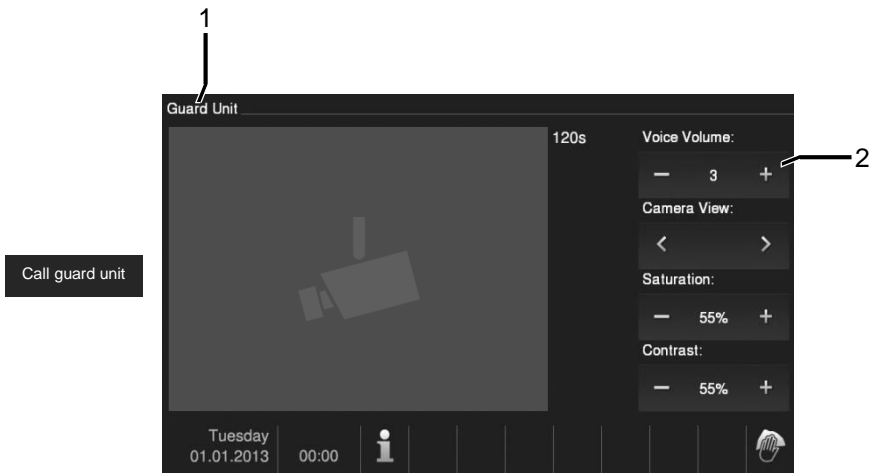 1
Guard Unit
120s
Voice Volume:
− 3 +
2
Camera View:
< >
Call guard unit
Saturation:
− 55% +
Contrast:
− 55% +
Tuesday
01.01.2013 00:00 i